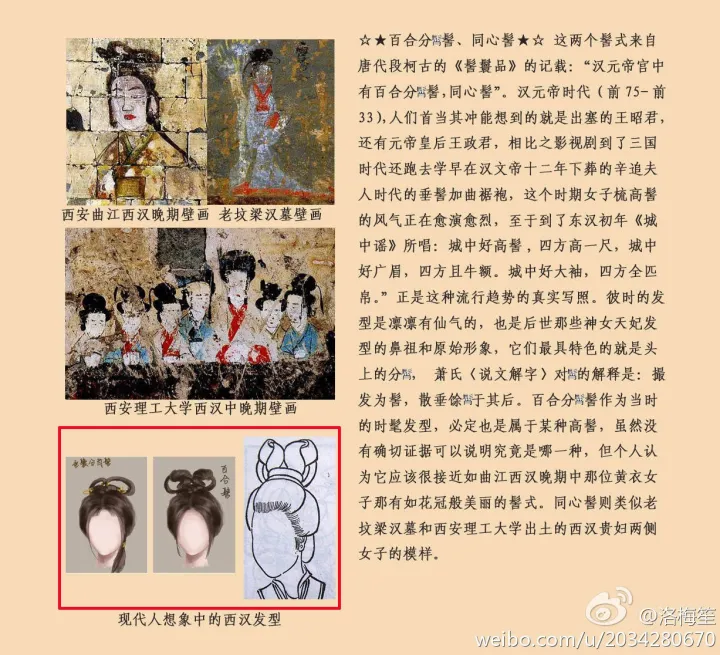 ☆★百合分髾髻、同心髻★☆ 这两个髻式来自
唐代段柯古的《髻鬟品》的记载：“汉元帝宫中
有百合分髾髻,同心髻”。汉元帝时代（前75-前
33),人们首当其冲能想到的就是出塞的王昭君,
还有元帝皇后王政君，相比之影视剧到了三国
时代还跑去学早在汉文帝十二年下葬的辛追夫
人时代的垂髻加曲裾袍，这个时期女子梳高髻
的风气正在愈演愈烈，至于到了东汉初年《城
中谣》所唱：城中好高髻,四方高一尺，城中
好广眉，四方且牛额。城中好大袖，四方全匹
帛。”正是这种流行趋势的真实写照。彼时的发
型是凛凛有仙气的，也是后世那些神女天妃发
型的鼻祖和原始形象，它们最具特色的就是头
上的分髾， 萧氏〈说文解字〉对髾的解释是：撮
发为髻，散垂馀髾于其后。百合分髾髻作为当时
的时髦发型，必定也是属于某种高髻，虽然没
有确切证据可以说明究竟是哪一种，但个人认
为它应该很接近如曲江西汉晚期中那位黄衣女
子那有如花冠般美丽的髻式。同心髻则类似老
坟梁汉墓和西安理工大学出土的西汉贵妇两侧
女子的模样。
西安曲江西汉晚期壁画 老坟梁汉墓壁画
西安理工大学西汉中晚期壁画
百合髻
现代人想象中的西汉发型
@洛梅笙
weibo.com/u/2034280670